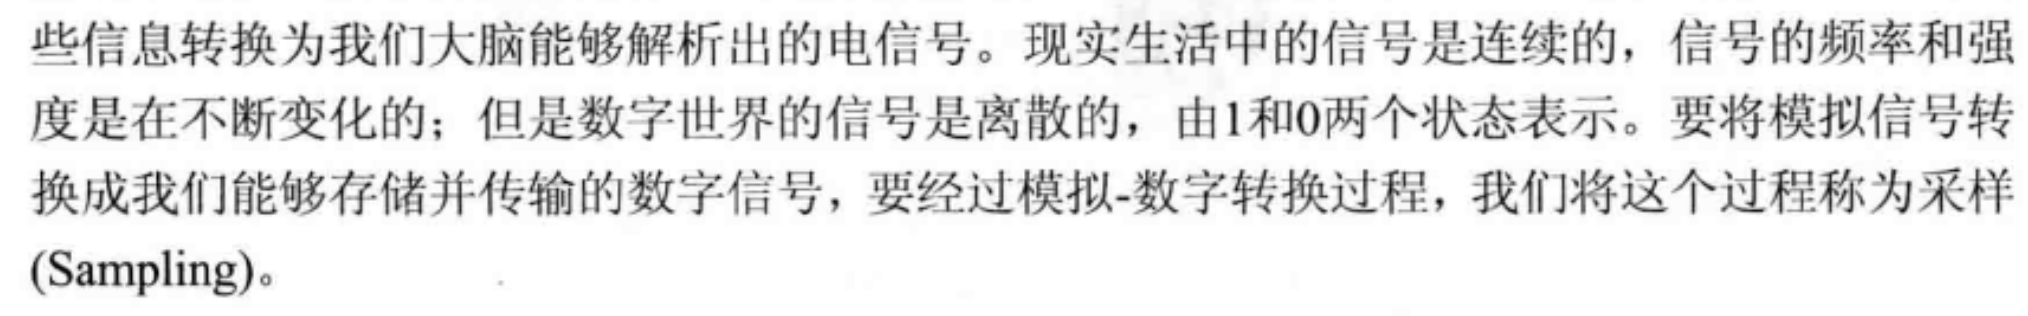 些信息转换为我们大脑能够解析出的电信号。现实生活中的信号是连续的，信号的频率和强
度是在不断变化的；但是数字世界的信号是离散的，由1和0两个状态表示。要将模拟信号转
换成我们能够存储并传输的数字信号，要经过模拟-数字转换过程，我们将这个过程称为采样
(Sampling)。